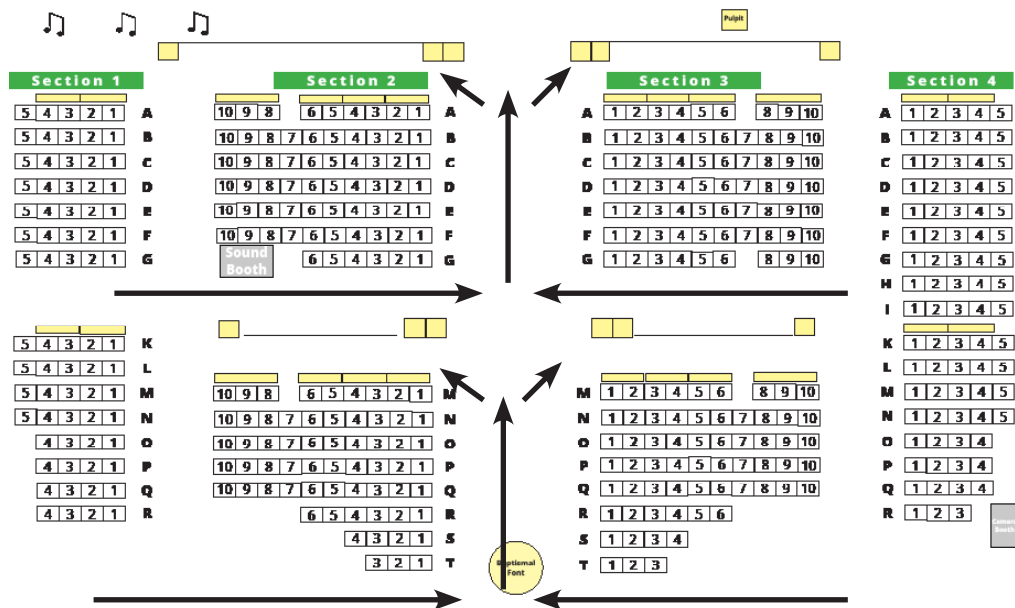 Pulpit
Section 1 Section 2 Section 3 Section 4
5 4 3 2 1 A 10 9 8 6 5 4 3 2 1 A A 1 2 3 4 5 6 8 9 10 A 1 2 3 4 5
5 4 3 2 1 B 10 9 8 7 6 5 4 3 2 1 B B 1 2 3 4 5 6 7 8 9 10 B 1 2 3 4 5
5 4 3 2 1 C 10 9 8 7 6 5 4 3 2 1 C C 1 2 3 4 5 6 7 8 9 10 C 1 2 3 4 5
5 4 3 2 1 D 10 9 8 7 6 5 4 3 2 1 D D 1 2 3 4 5 6 7 8 9 10 D 1 2 3 4 5
5 4 3 2 1 E 10 9 8 7 6 5 4 3 2 1 E E 1 2 3 4 5 6 7 8 9 10 E 1 2 3 4 5
5 4 3 2 1 F 10 9 8 7 6 5 4 3 2 1 F F 1 2 3 4 5 6 7 8 9 10 F 1 2 3 4 5
Sound
Booth
5 4 3 2 1 G 6 5 4 3 2 1 G G 1 2 3 4 5 6 8 9 10 G 1 2 3 4 5
H 1 2 3 4 5
I 1 2 3 4 5
5 4 3 2 1 K K 1 2 3 4 5
5 4 3 2 1 L L 1 2 3 4 5
5 4 3 2 1 M 10 9 8 6 5 4 3 2 1 M M 1 2 3 4 5 6 8 9 10 M 1 2 3 4 5
5 4 3 2 1 N 10 9 8 7 6 5 4 3 2 1 N N 1 2 3 4 5 6 7 8 9 10 N 1 2 3 4 5
4 3 2 1 O 10 9 8 7 6 5 4 3 2 1 O O 1 2 3 4 5 6 7 8 9 10 O 1 2 3 4
4 3 2 1 P 10 9 8 7 6 5 4 3 2 1 P P 1 2 3 4 5 6 7 8 9 10 P 1 2 3 4
4 3 2 1 Q 10 9 8 7 6 5 4 3 2 1 Q Q 1 2 3 4 5 6 7 8 9 10 Q 1 2 3 4
4 3 2 1 R 6 5 4 3 2 1 R R 1 2 3 4 5 6 R 1 2 3
Camera
Booth
4 3 2 1 S S 1 2 3 4
3 2 1 T T 1 2 3
Baptismal
Font